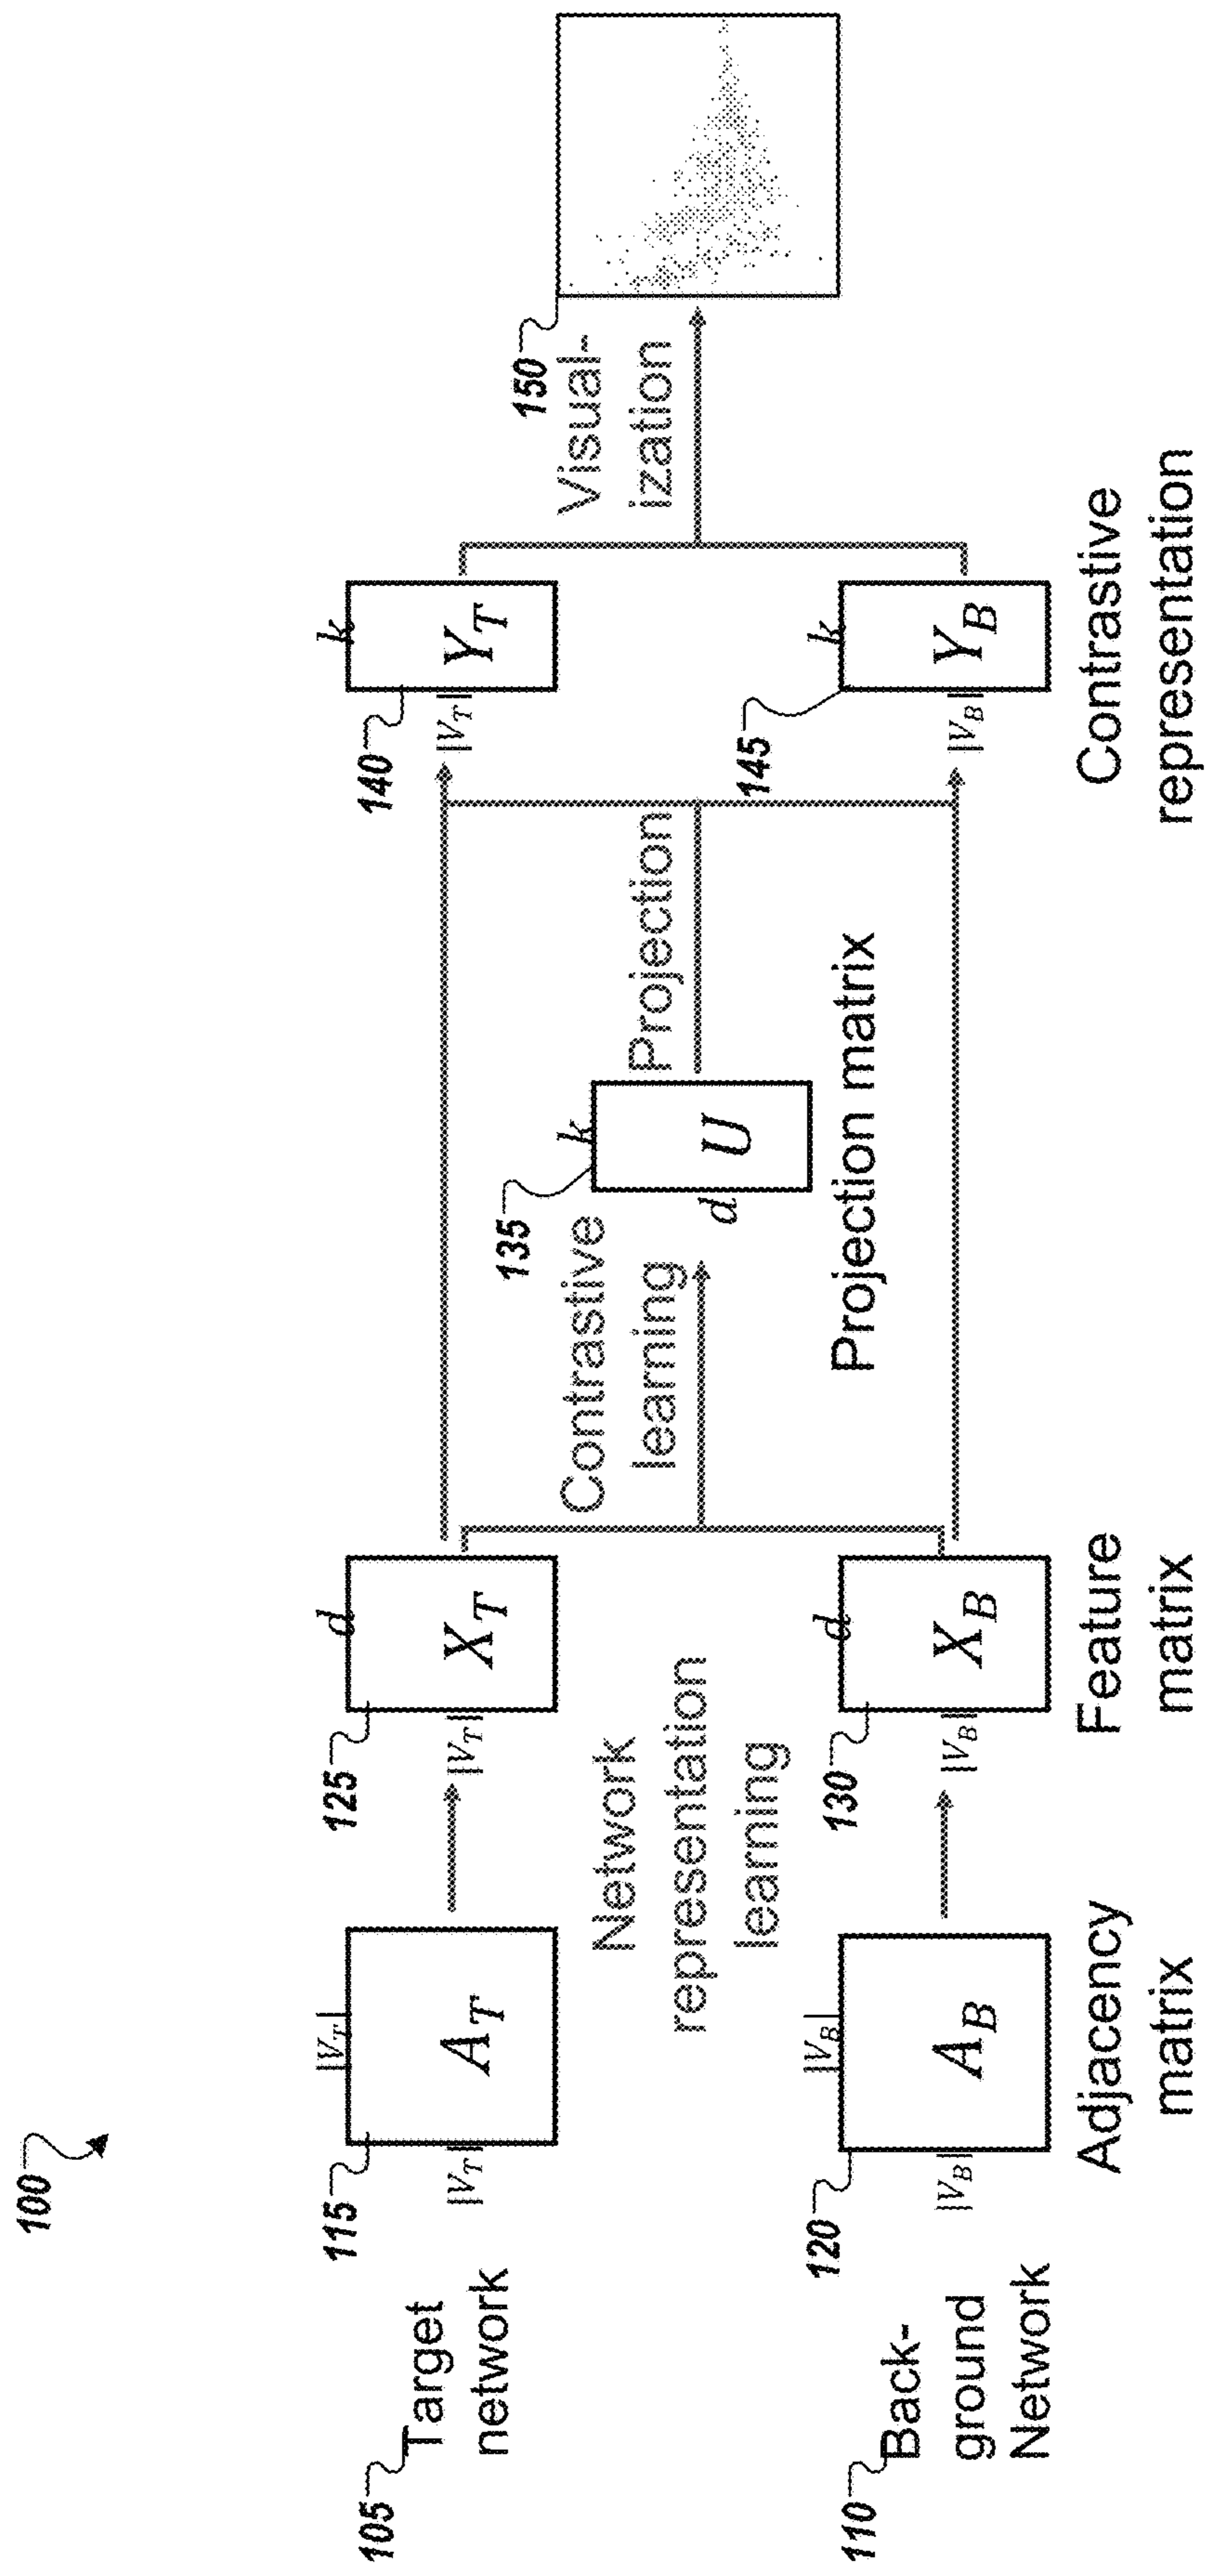 100
105
Target
network
115
|V_T|
|V_T|
A_T
125
|V_T|
d
X_T
140
|V_T|
k
Y_T
Network
representation
learning
Contrastive
learning
135
d
k
U
Projection matrix
Projection
150
Visual-
ization
110
Back-
ground
Network
120
|V_B|
|V_B|
A_B
130
|V_B|
d
X_B
145
|V_B|
k
Y_B
Adjacency
matrix
Feature
matrix
Contrastive
representation